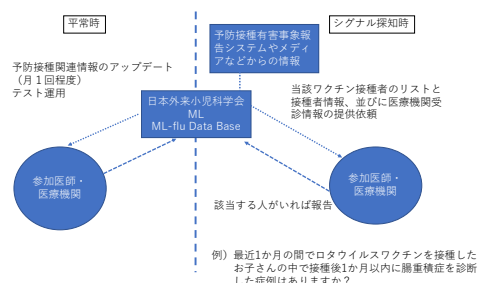 平常時
シグナル探知時
予防接種有害事象報
告システムやメディ
アなどからの情報
予防接種関連情報のアップデート
（月１回程度）
テスト運用
日本外来小児科学会
ML
ML-flu Data Base
当該ワクチン接種者のリストと
接種者情報、並びに医療機関受
診情報の提供依頼
参加医師・
医療機関
参加医師・
医療機関
該当する人がいれば報告
例）最近1か月の間でロタウイルスワクチンを接種した
お子さんの中で接種後1か月以内に腸重積症を診断
した症例はありますか？